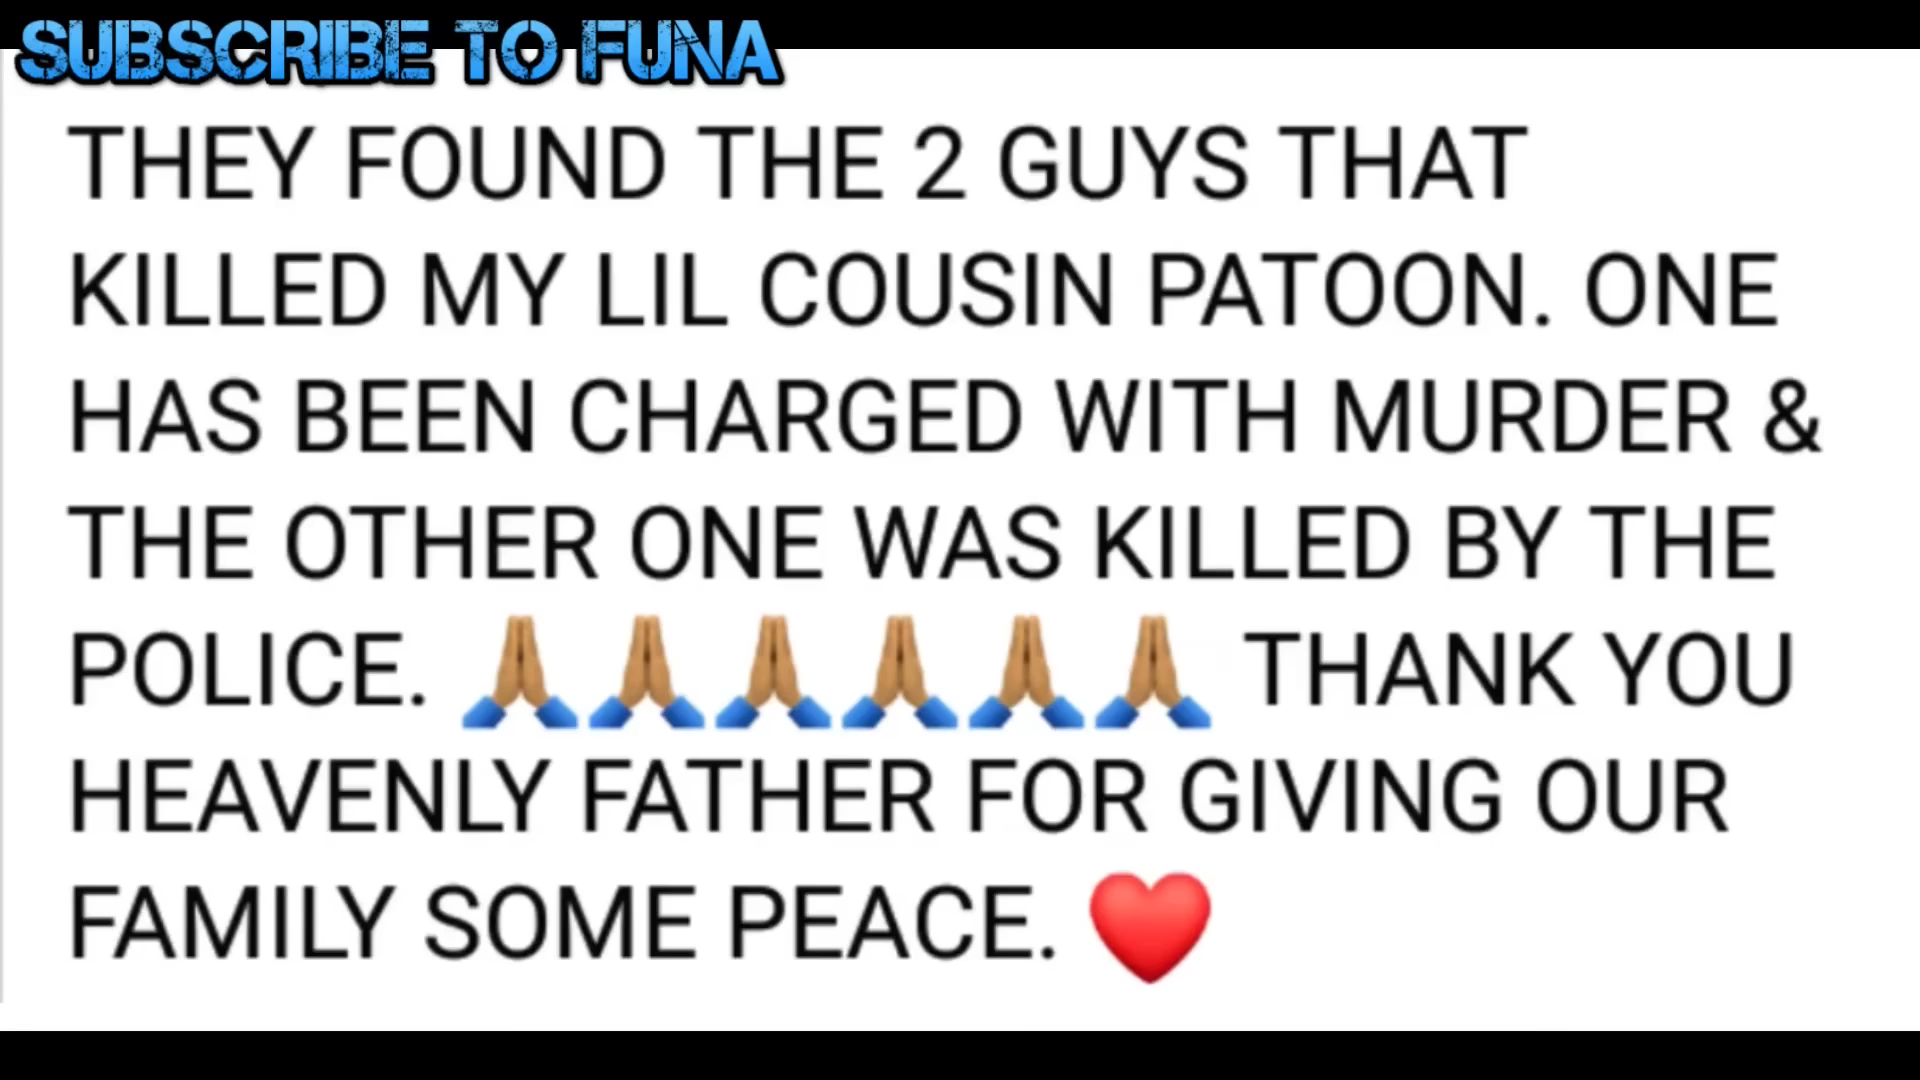 SUBSCRIBE TO FUNA
THEY FOUND THE 2 GUYS THAT
KILLED MY LIL COUSIN PATOON. ONE
HAS BEEN CHARGED WITH MURDER &
THE OTHER ONE WAS KILLED BY THE
POLICE. 🙏🏽🙏🏽🙏🏽🙏🏽🙏🏽🙏🏽 THANK YOU
HEAVENLY FATHER FOR GIVING OUR
FAMILY SOME PEACE. ❤️